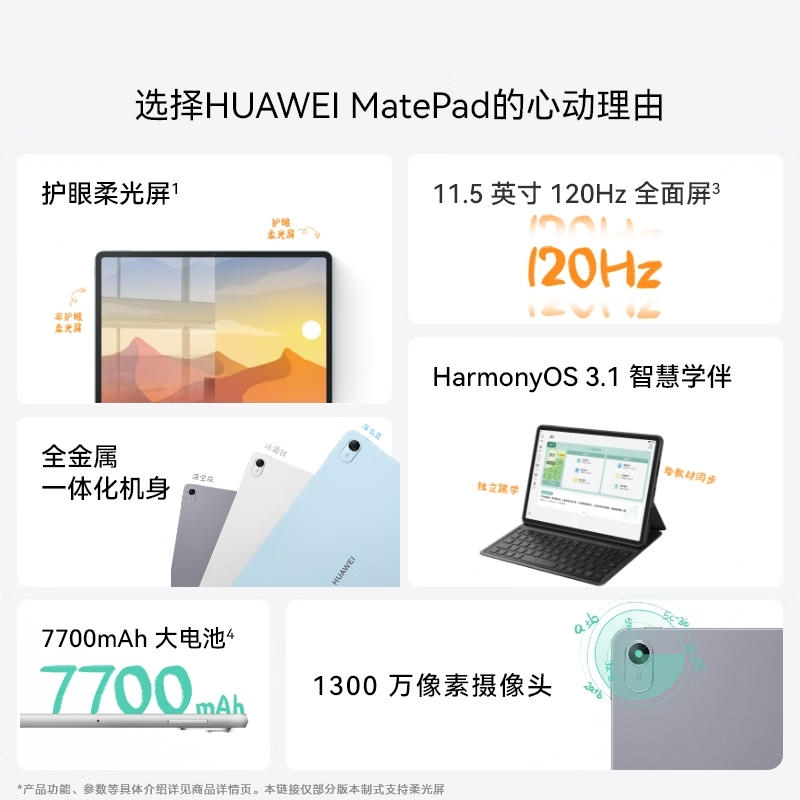 选择HUAWEI MatePad的心动理由
护眼柔光屏1
护眼
柔光屏
非护眼
柔光屏
11.5 英寸 120Hz 全面屏3
120Hz
120Hz
120Hz
HarmonyOS 3.1 智慧学伴
独立跟学
与教材同步
全金属
一体化机身
深空灰
冰霜银
海岛蓝
HUAWEI
7700mAh 大电池4
7700mAh
1300 万像素摄像头
a+b
5c-3b
2a+b
*产品功能、参数等具体介绍详见商品详情页。本链接仅部分版本制式支持柔光屏